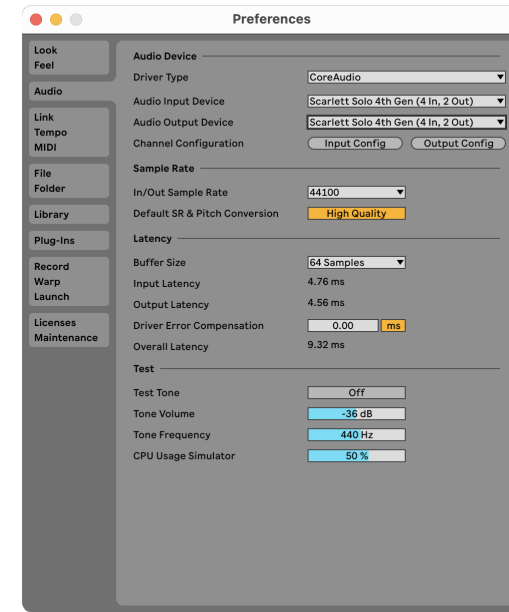 Preferences
Look
Feel
Audio
Link
Tempo
MIDI
File
Folder
Library
Plug-Ins
Record
Warp
Launch
Licenses
Maintenance
Audio Device
Driver Type CoreAudio
Audio Input Device Scarlett Solo 4th Gen (4 In, 2 Out)
Audio Output Device Scarlett Solo 4th Gen (4 In, 2 Out)
Channel Configuration Input Config Output Config
Sample Rate
In/Out Sample Rate 44100
Default SR & Pitch Conversion High Quality
Latency
Buffer Size 64 Samples
Input Latency 4.76 ms
Output Latency 4.56 ms
Driver Error Compensation 0.00 ms
Overall Latency 9.32 ms
Test
Test Tone Off
Tone Volume -36 dB
Tone Frequency 440 Hz
CPU Usage Simulator 50 %